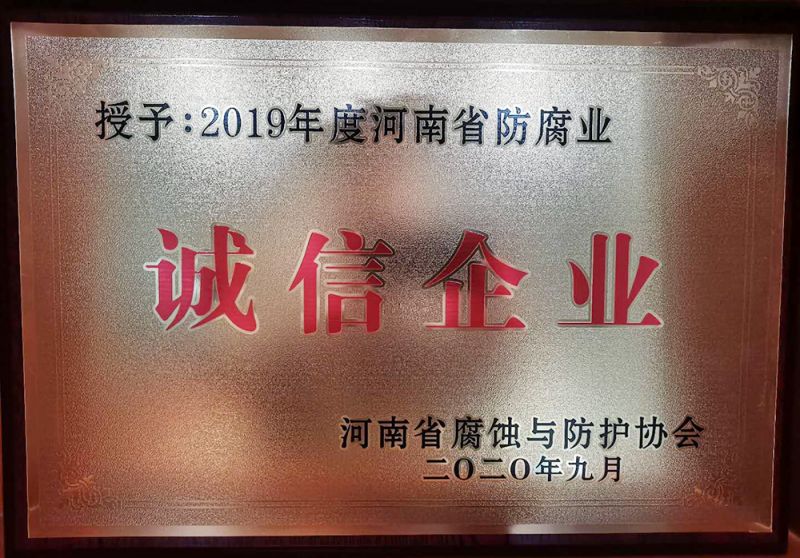 授予:2019年度河南省防腐业
诚信企业
河南省腐蚀与防护协会
二〇二〇年九月